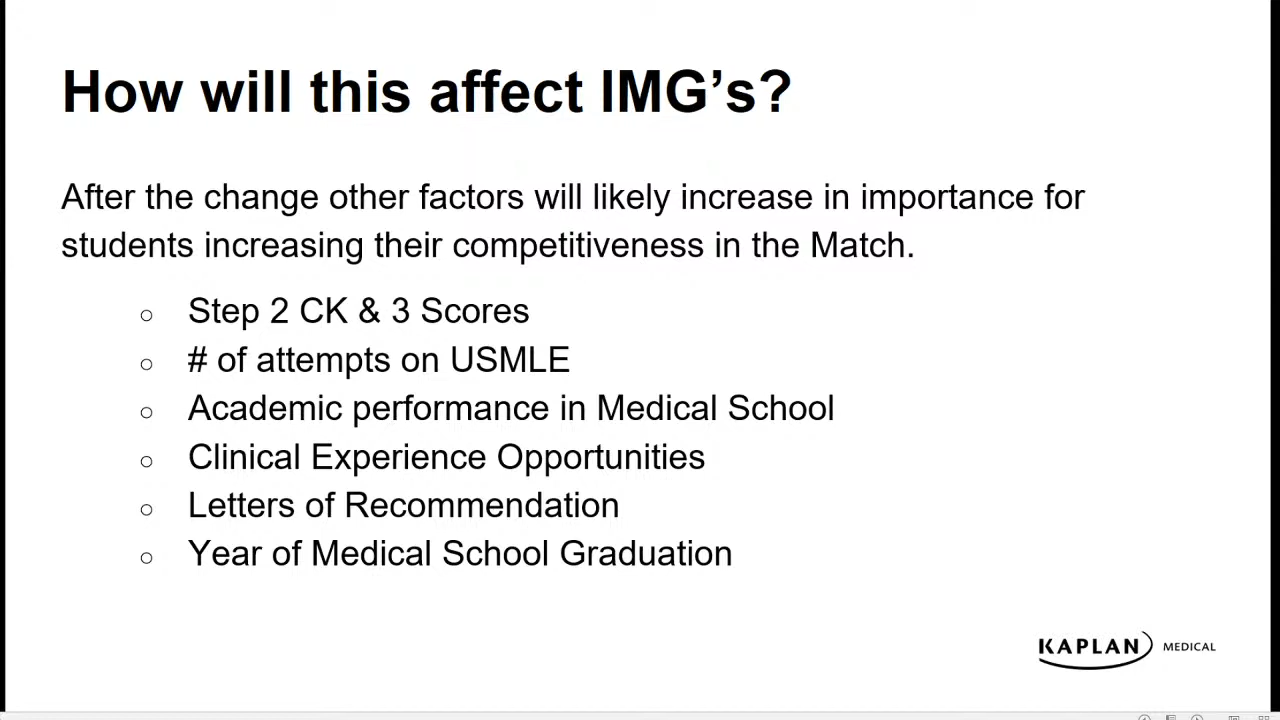 How will this affect IMG's?
After the change other factors will likely increase in importance for
students increasing their competitiveness in the Match.
○ Step 2 CK & 3 Scores
○ # of attempts on USMLE
○ Academic performance in Medical School
○ Clinical Experience Opportunities
○ Letters of Recommendation
○ Year of Medical School Graduation
KAPLAN MEDICAL